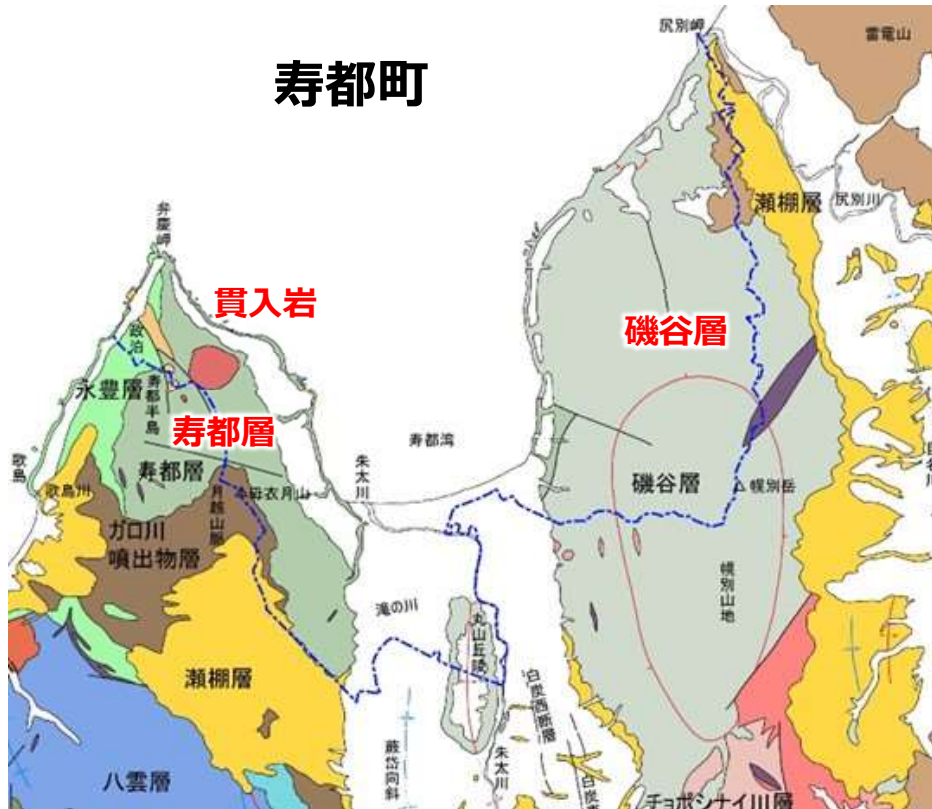 寿都町
尻別岬
雷電山
瀬棚層
尻別川
弁慶岬
貫入岩
磯谷層
政泊
永豊層
寿都半島
寿都層
寿都湾
歌島
歌島川
寿都層
母衣月山
月越山脈
朱太川
磯谷層
幌別岳
ガロ川
噴出物層
幌別山地
滝の川
丸山丘陵
瀬棚層
白炭西断層
蕨岱向斜
朱太川
八雲層
チョポシナイ川層